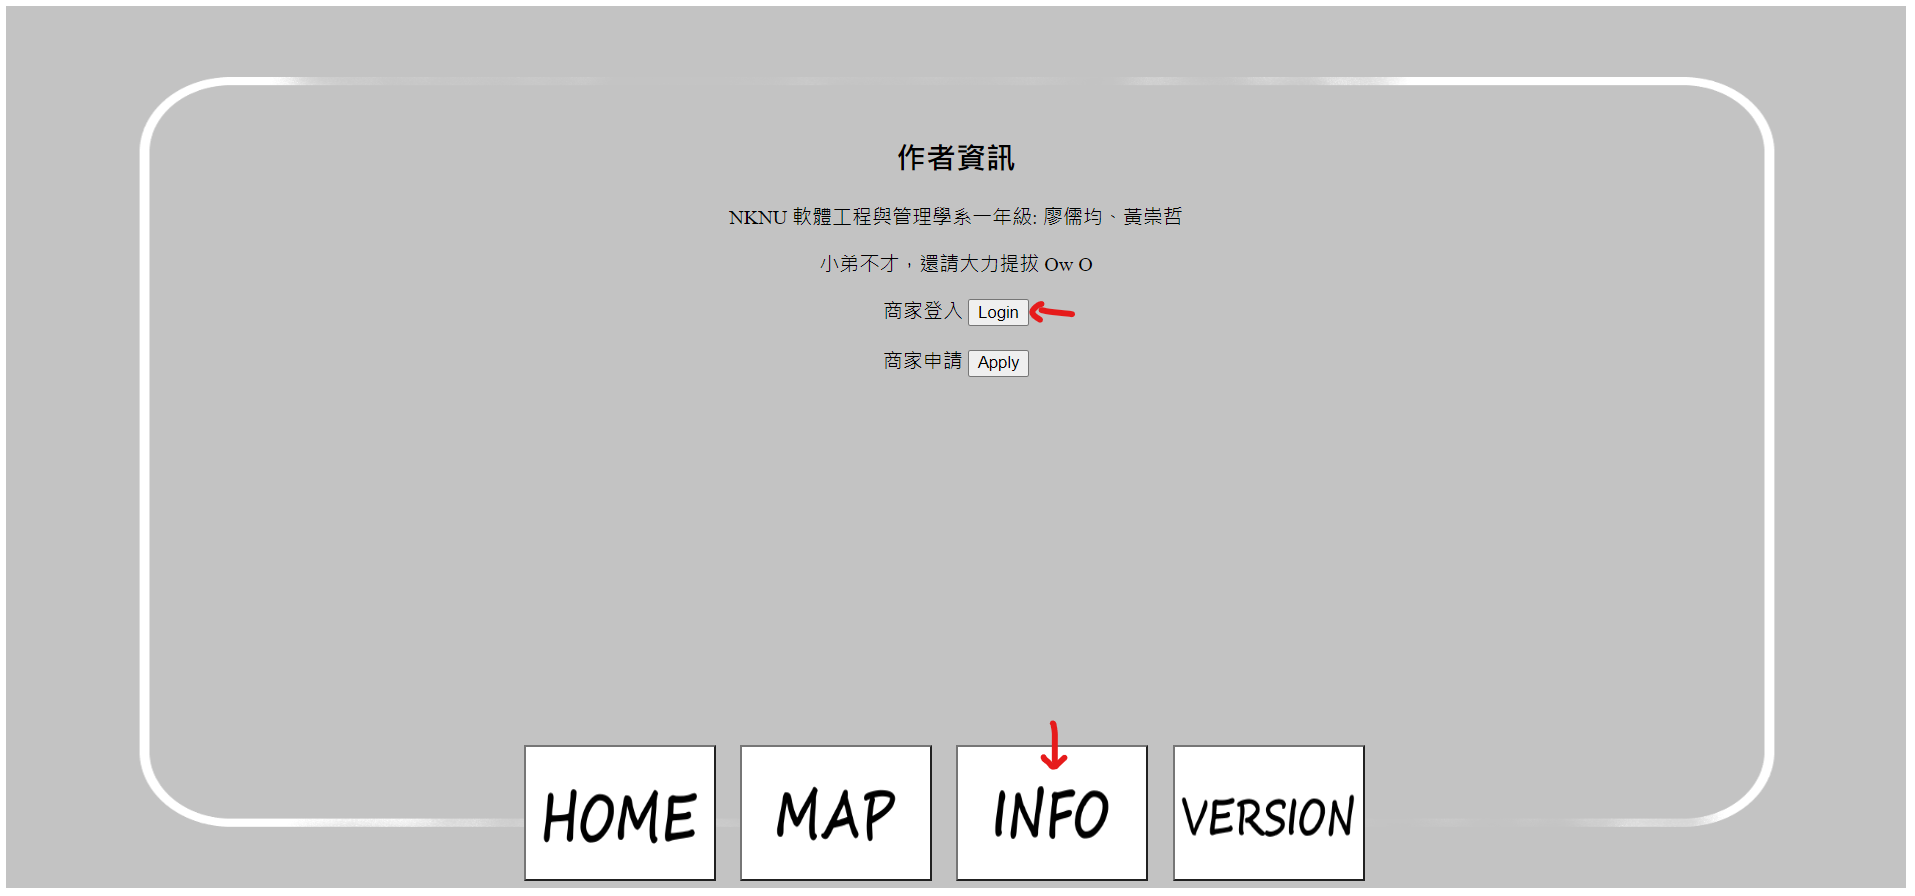 作者資訊
NKNU 軟體工程與管理學系一年級: 廖儒均、黃崇哲
小弟不才，還請大力提拔 Ow O
商家登入 Login
商家申請 Apply
HOME MAP INFO VERSION